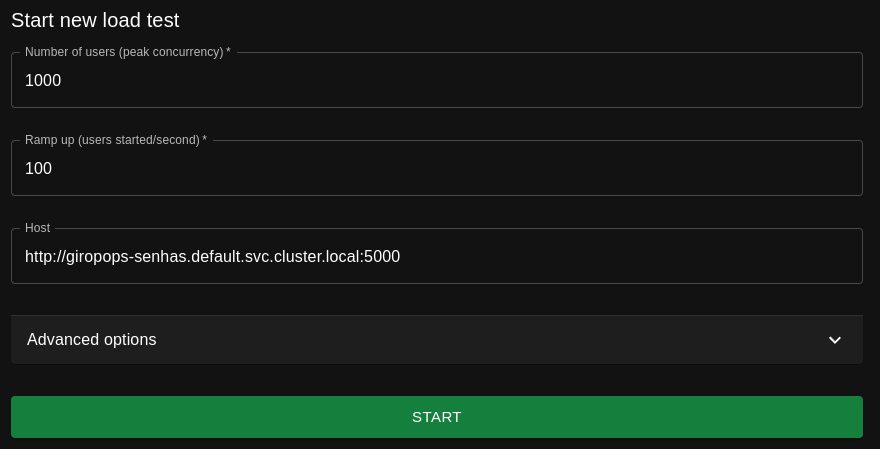 Start new load test
Number of users (peak concurrency) *
1000
Ramp up (users started/second) *
100
Host
http://giropops-senhas.default.svc.cluster.local:5000
Advanced options
START